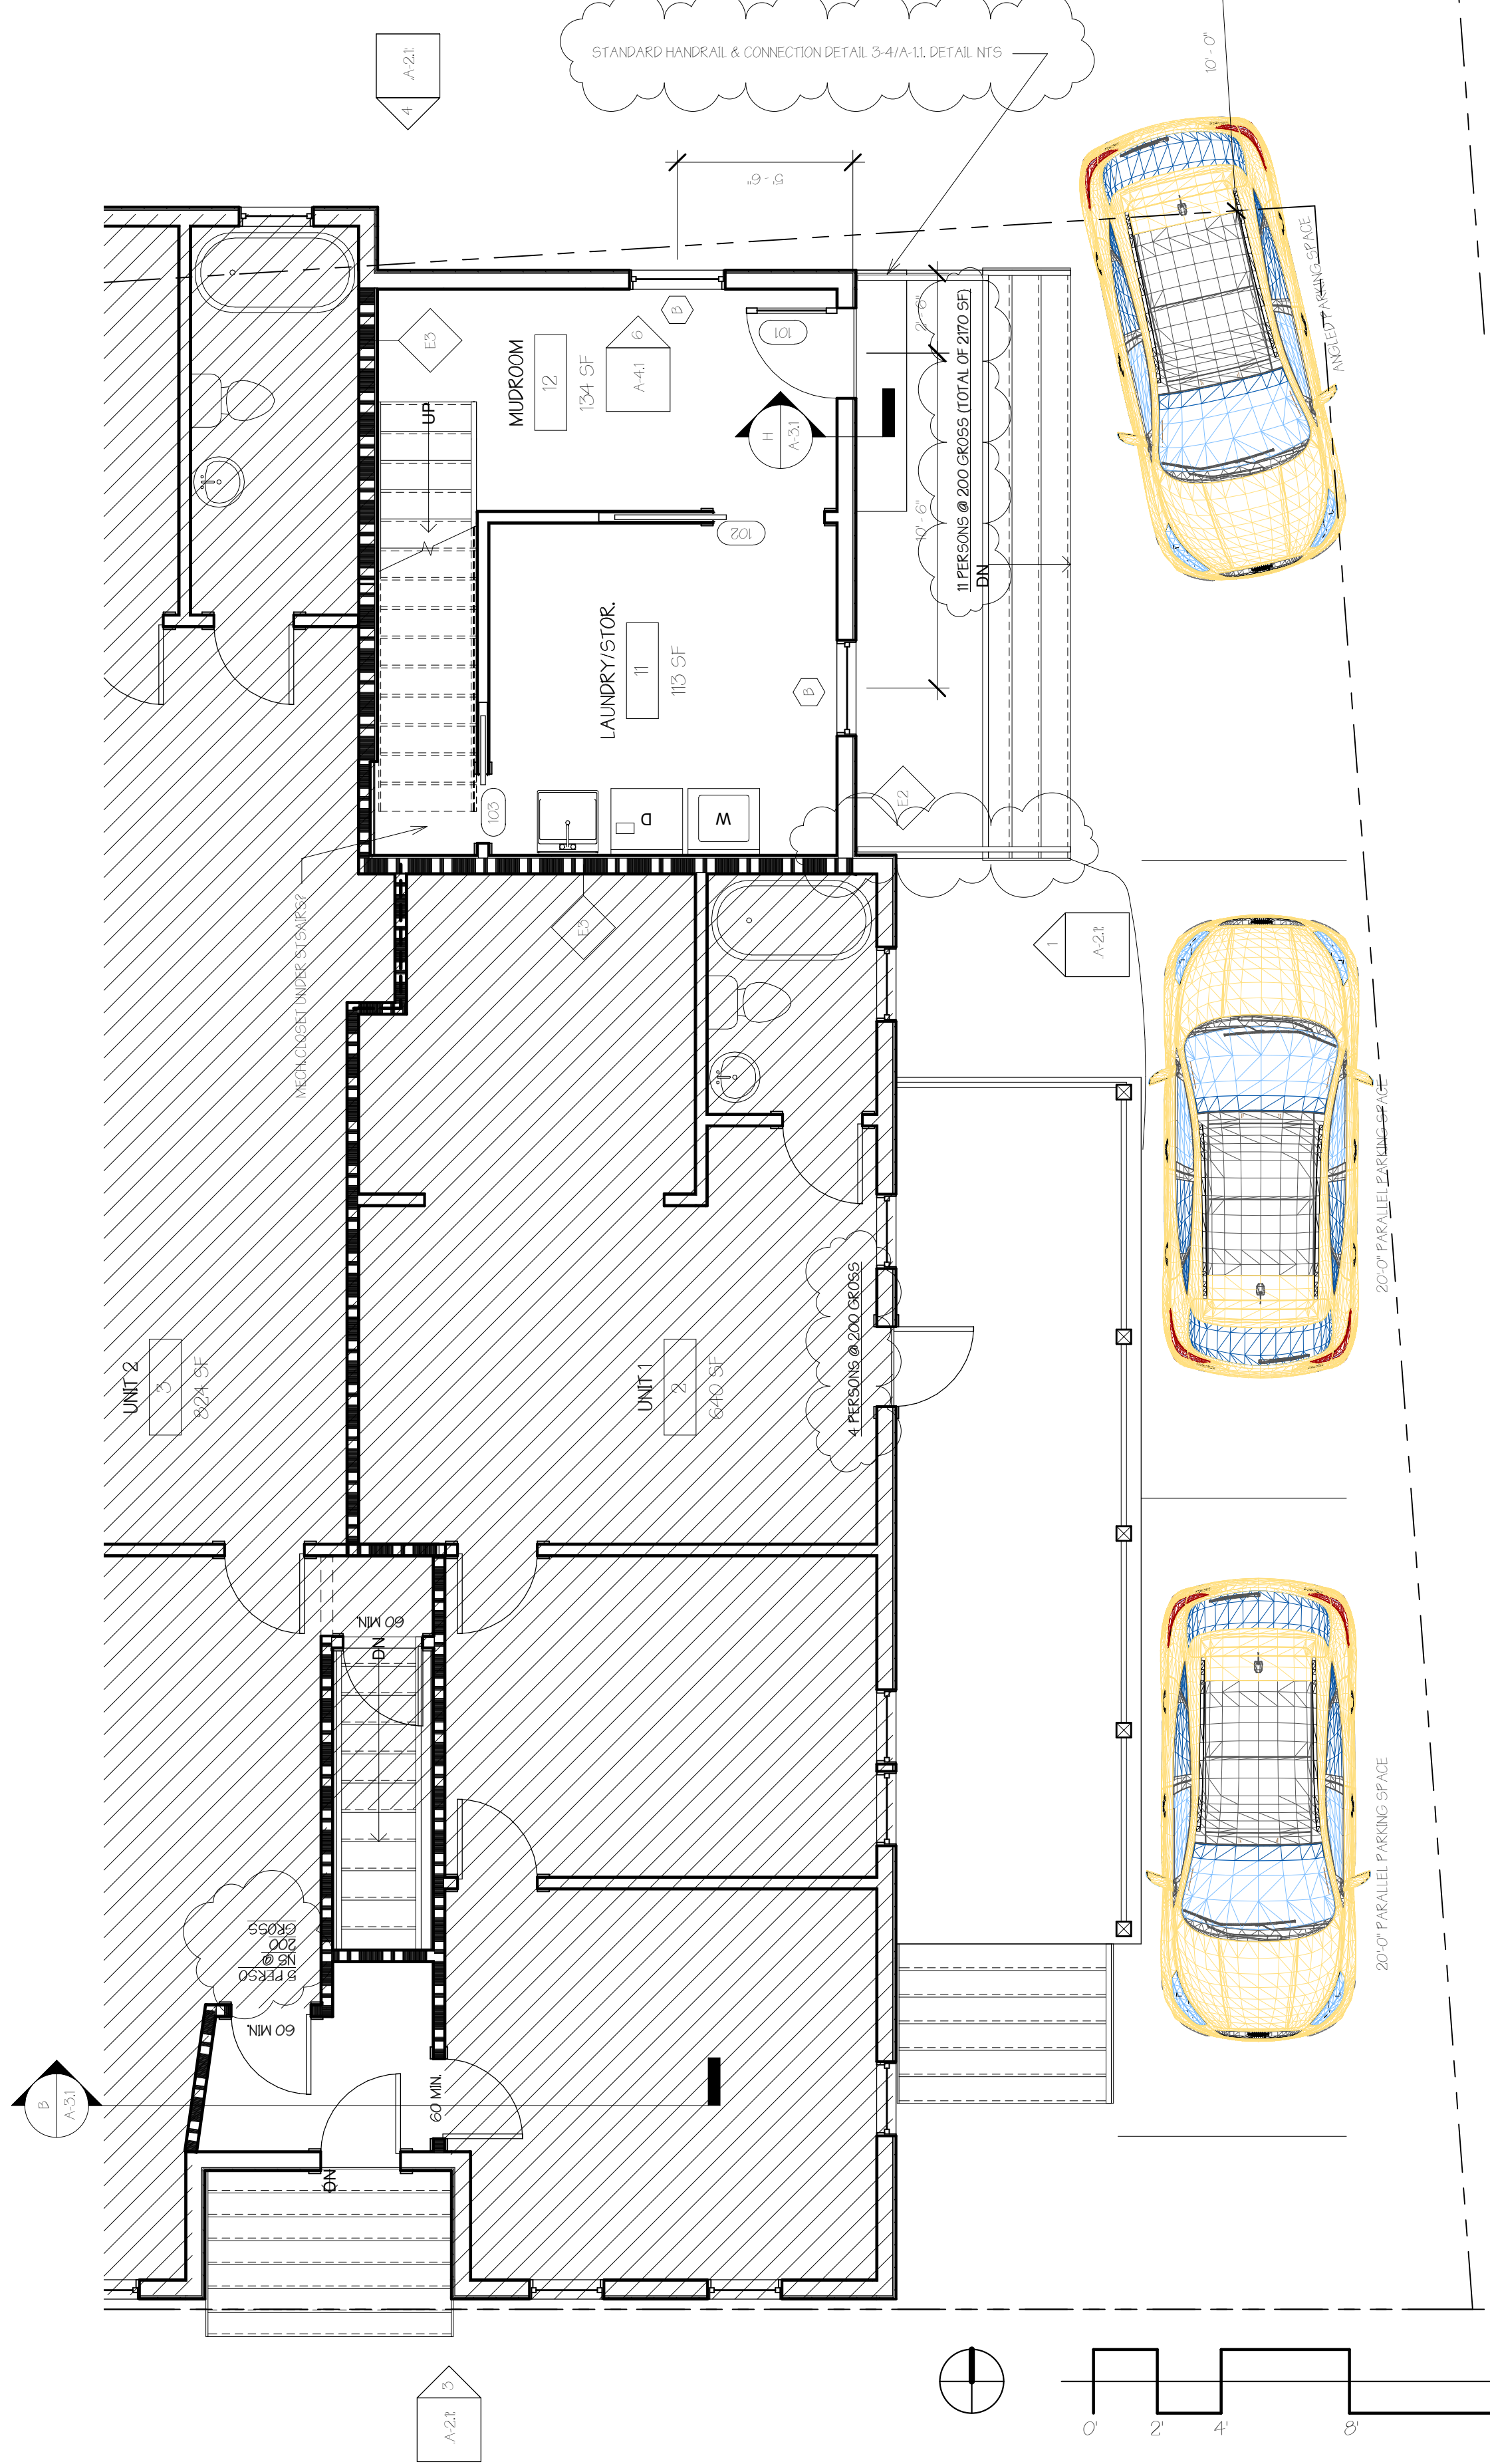 STANDARD HANDRAIL & CONNECTION DETAIL 3-4/A-1.1. DETAIL NTS
4
A-2.1
10' - 0"
5' - 6"
E3
MUDROOM
12
134 SF
6
A-4.1
B
101
UP
H
A-3.1
2' - 6"
11 PERSONS @ 200 GROSS (TOTAL OF 2170 SF)
10' - 6"
DN
ANGLED PARKING SPACE
102
LAUNDRY/STOR.
11
113 SF
B
103
D
W
E2
MECH. CLOSET UNDER STSAIRS?
E3
1
A-2.1
20'-0" PARALLEL PARKING SPACE
UNIT 2
3
824 SF
UNIT 1
2
640 SF
4 PERSONS @ 200 GROSS
60 MIN.
DN
5 PERSO
NS @
200
GROSS
60 MIN.
60 MIN.
20'-0" PARALLEL PARKING SPACE
B
A-3.1
DN
3
A-2.1
0'
2'
4'
8'